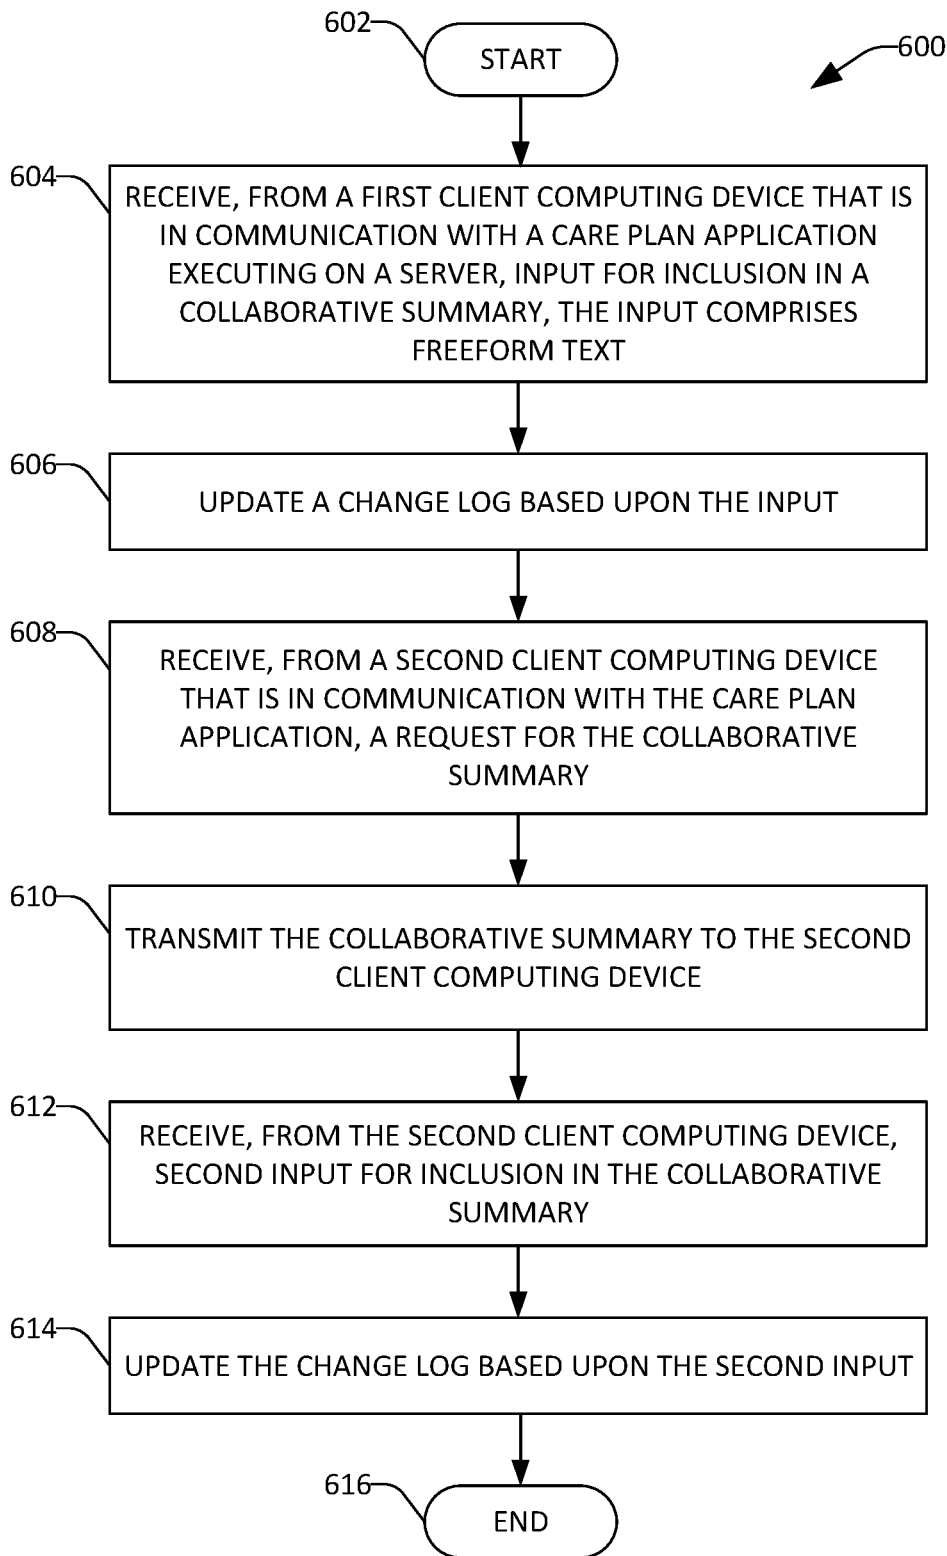 602
START
600
604
RECEIVE, FROM A FIRST CLIENT COMPUTING DEVICE THAT IS
IN COMMUNICATION WITH A CARE PLAN APPLICATION
EXECUTING ON A SERVER, INPUT FOR INCLUSION IN A
COLLABORATIVE SUMMARY, THE INPUT COMPRISES
FREEFORM TEXT
606
UPDATE A CHANGE LOG BASED UPON THE INPUT
608
RECEIVE, FROM A SECOND CLIENT COMPUTING DEVICE
THAT IS IN COMMUNICATION WITH THE CARE PLAN
APPLICATION, A REQUEST FOR THE COLLABORATIVE
SUMMARY
610
TRANSMIT THE COLLABORATIVE SUMMARY TO THE SECOND
CLIENT COMPUTING DEVICE
612
RECEIVE, FROM THE SECOND CLIENT COMPUTING DEVICE,
SECOND INPUT FOR INCLUSION IN THE COLLABORATIVE
SUMMARY
614
UPDATE THE CHANGE LOG BASED UPON THE SECOND INPUT
616
END